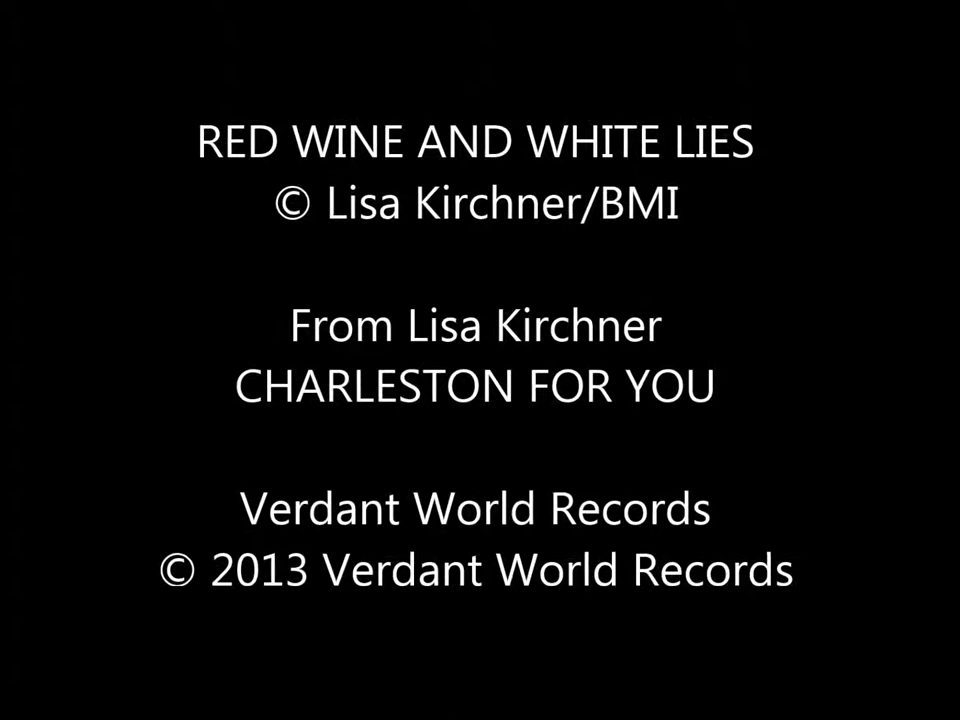 RED WINE AND WHITE LIES
© Lisa Kirchner/BMI
From Lisa Kirchner
CHARLESTON FOR YOU
Verdant World Records
© 2013 Verdant World Records